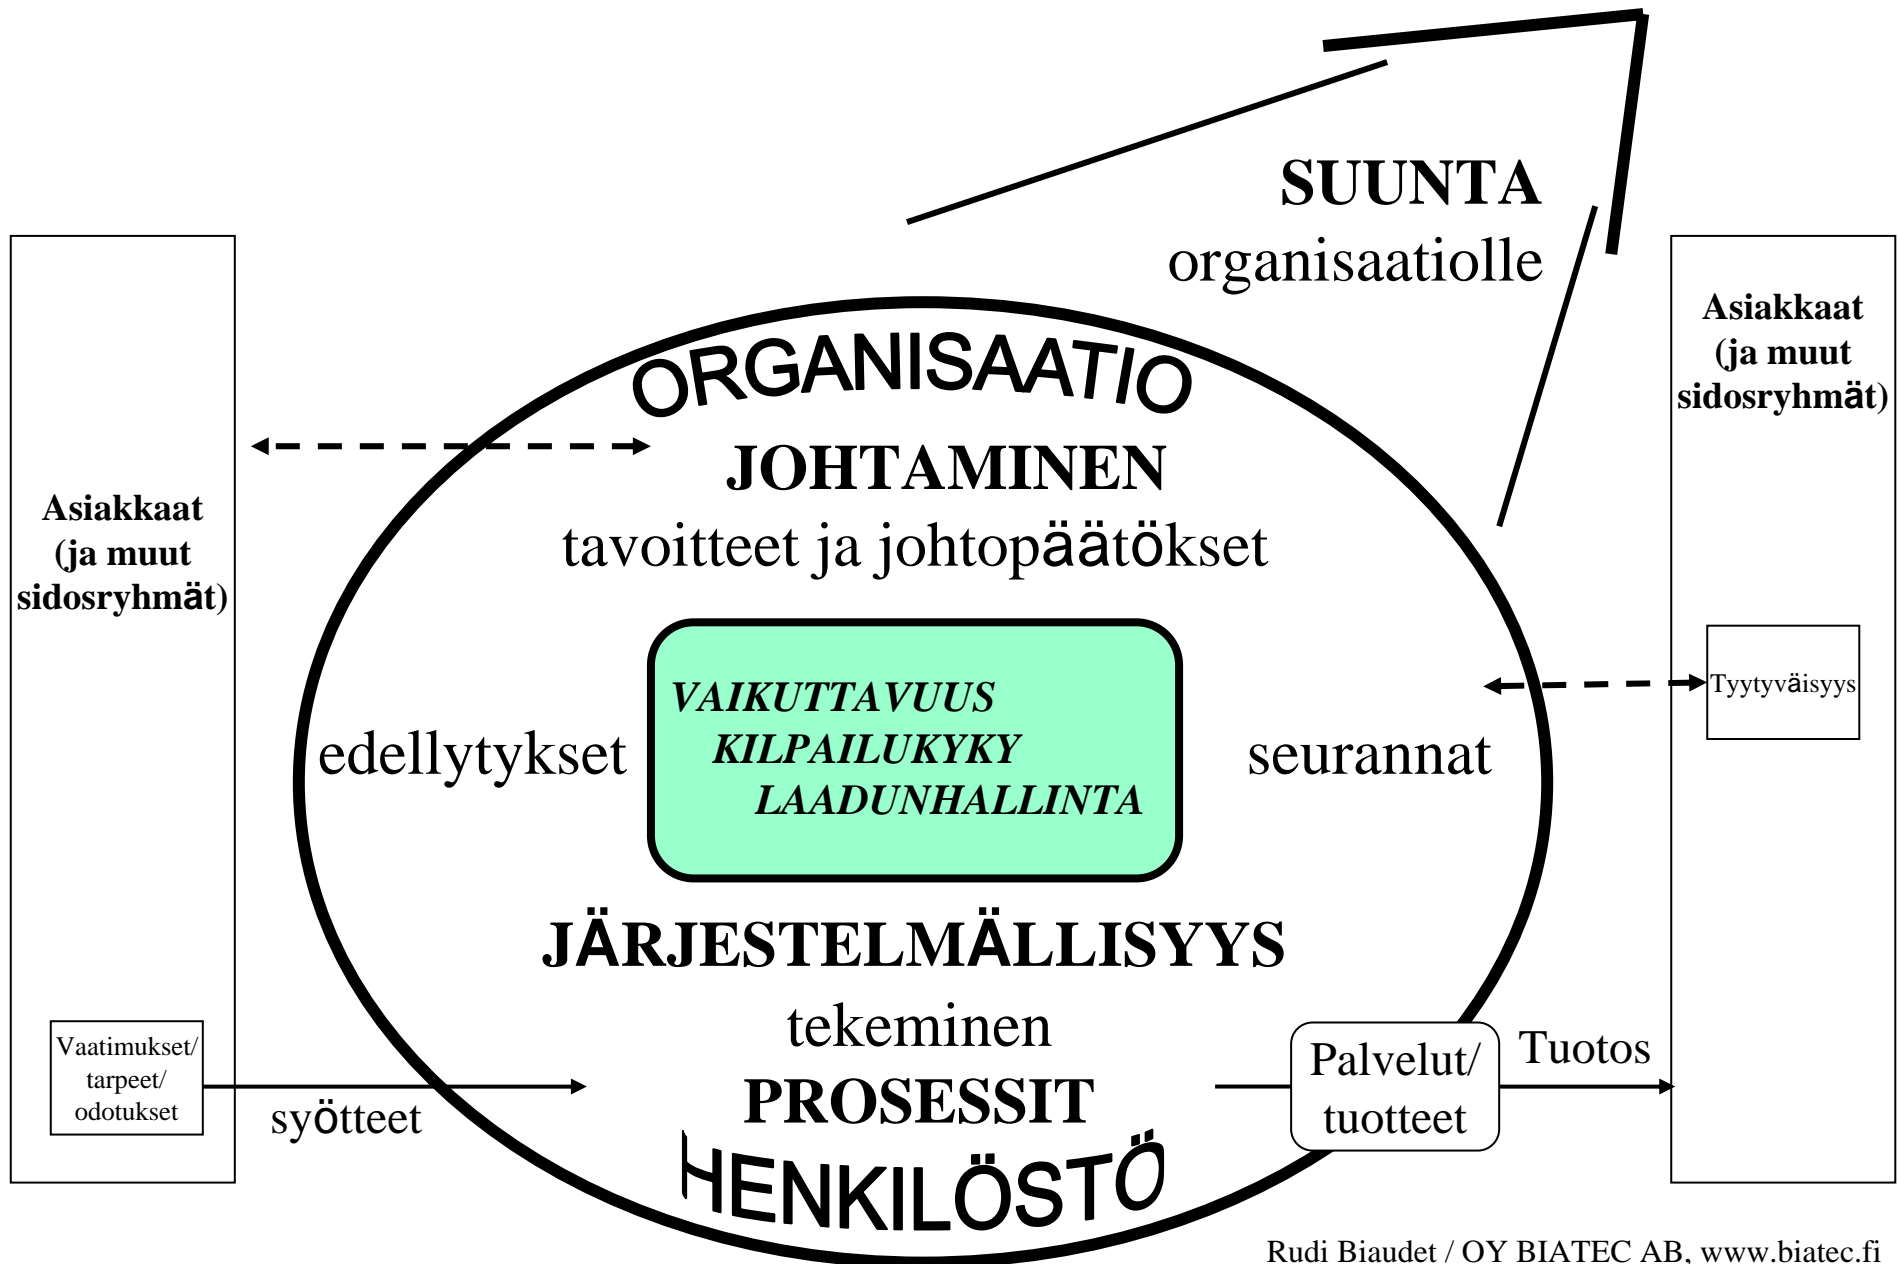 SUUNTA
organisaatiolle
Asiakkaat
(ja muut
sidosryhmät)
Vaatimukset/
tarpeet/
odotukset
syötteet
ORGANISAATIO
JOHTAMINEN
tavoitteet ja johtopäätökset
edellytykset
VAIKUTTAVUUS
KILPAILUKYKY
LAADUNHALLINTA
seurannat
JÄRJESTELMÄLLISYYS
tekeminen
PROSESSIT
HENKILÖSTÖ
Palvelut/
tuotteet
Tuotos
Asiakkaat
(ja muut
sidosryhmät)
Tyytyväisyys
Rudi Biaudet / OY BIATEC AB, www.biatec.fi